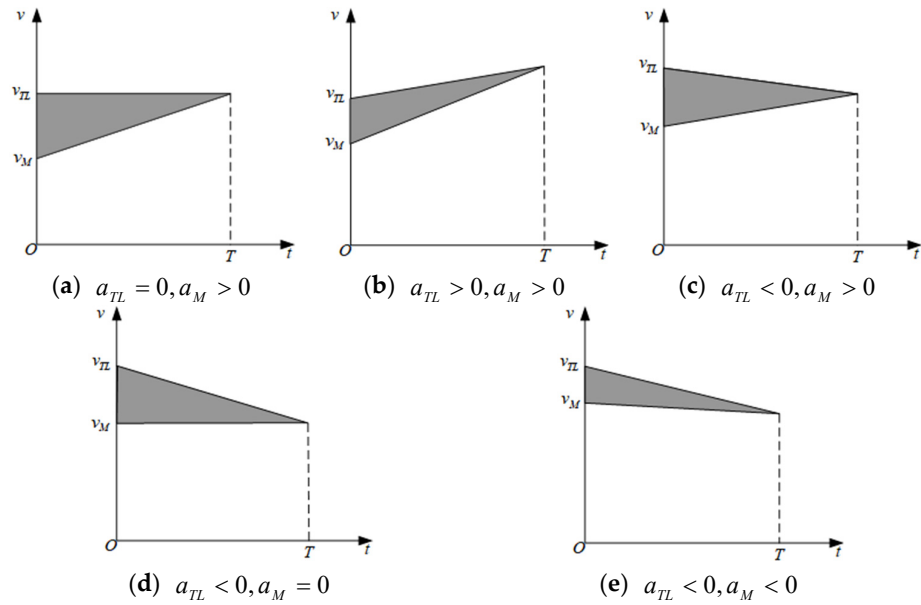 v
v_TL
v_M
O
T
t
(a) a_TL = 0, a_M > 0
v
v_TL
v_M
O
T
t
(b) a_TL > 0, a_M > 0
v
v_TL
v_M
O
T
t
(c) a_TL < 0, a_M > 0
v
v_TL
v_M
O
T
t
(d) a_TL < 0, a_M = 0
v
v_TL
v_M
O
T
t
(e) a_TL < 0, a_M < 0